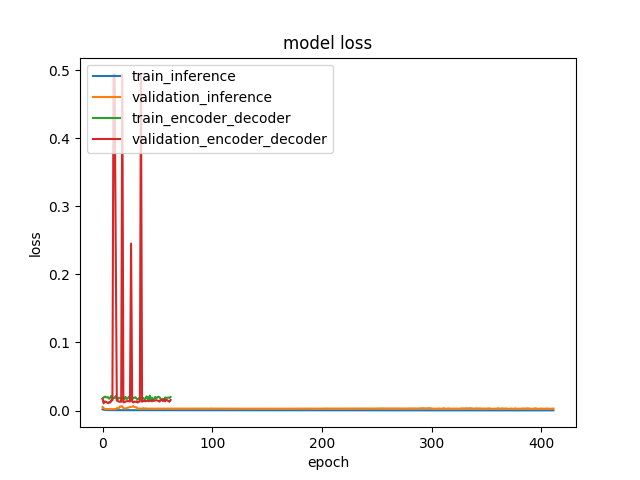 model loss
train_inference
validation_inference
train_encoder_decoder
validation_encoder_decoder
0.5
0.4
0.3
0.2
0.1
0.0
loss
0 100 200 300 400
epoch